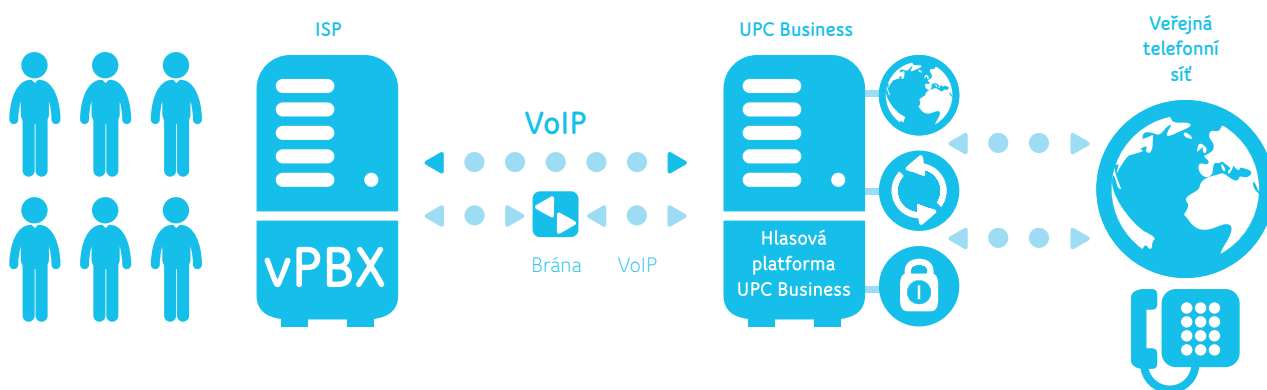 ISP
UPC Business
Veřejná
telefonní
síť
VoIP
vPBX
Brána
VoIP
Hlasová
platforma
UPC Business